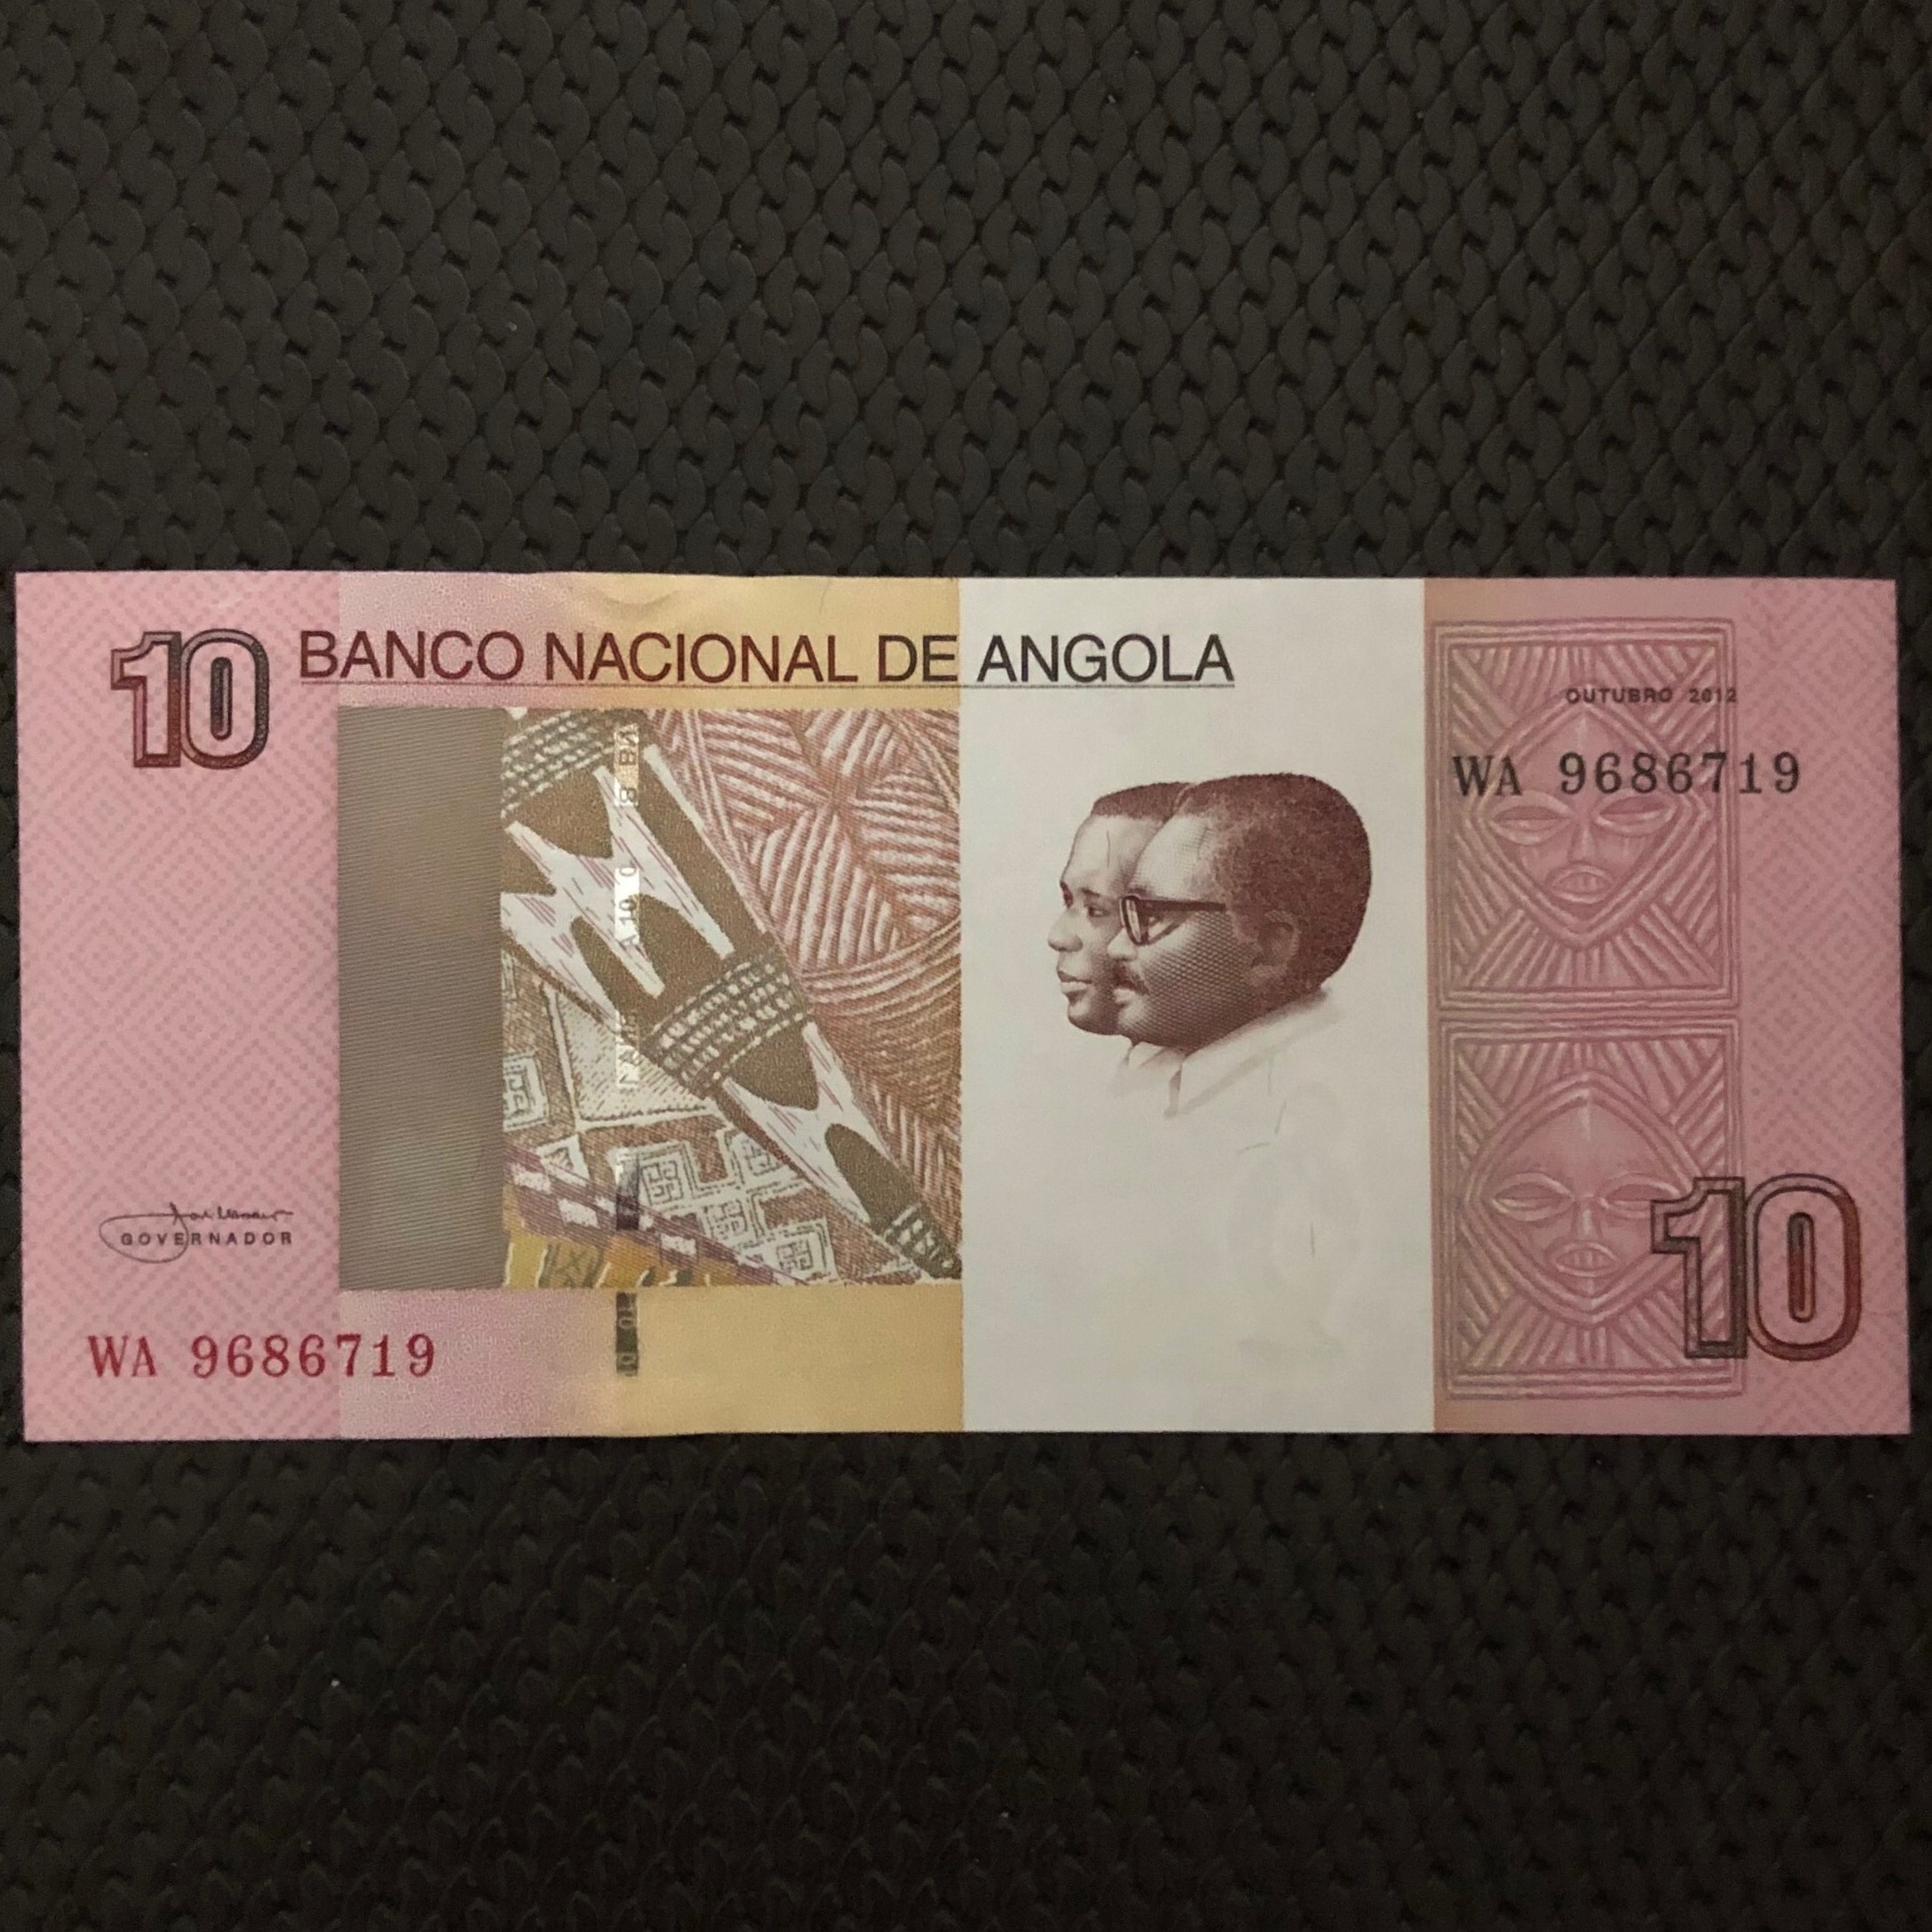 10
BANCO NACIONAL DE ANGOLA
OUTUBRO 2012
WA 9686719
GOVERNADOR
10
WA 9686719